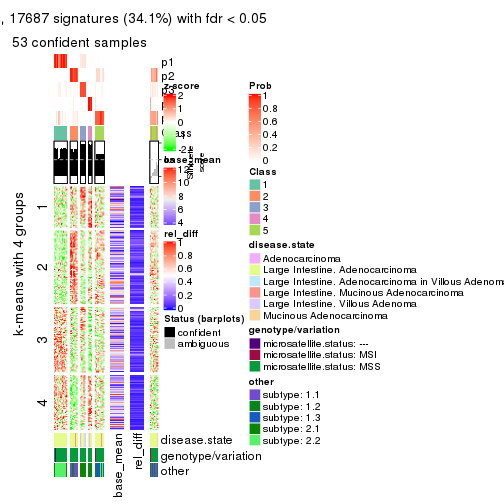 , 17687 signatures (34.1%) with fdr < 0.05
53 confident samples
p1
p2
p3
z-score
2
1
0
-1
-2
Class
Silhouette
score
base_mean
12
10
8
6
4
rel_diff
1
0.8
0.6
0.4
0.2
0
Status (barplots)
confident
ambiguous
k-means with 4 groups
1
2
3
4
base_mean
rel_diff
disease.state
genotype/variation
other
Prob
1
0.8
0.6
0.4
0.2
0
Class
1
2
3
4
5
disease.state
Adenocarcinoma
Large Intestine. Adenocarcinoma
Large Intestine. Adenocarcinoma in Villous Adenoma
Large Intestine. Mucinous Adenocarcinoma
Large Intestine. Villous Adenoma
Mucinous Adenocarcinoma
genotype/variation
microsatellite.status: ---
microsatellite.status: MSI
microsatellite.status: MSS
other
subtype: 1.1
subtype: 1.2
subtype: 1.3
subtype: 2.1
subtype: 2.2